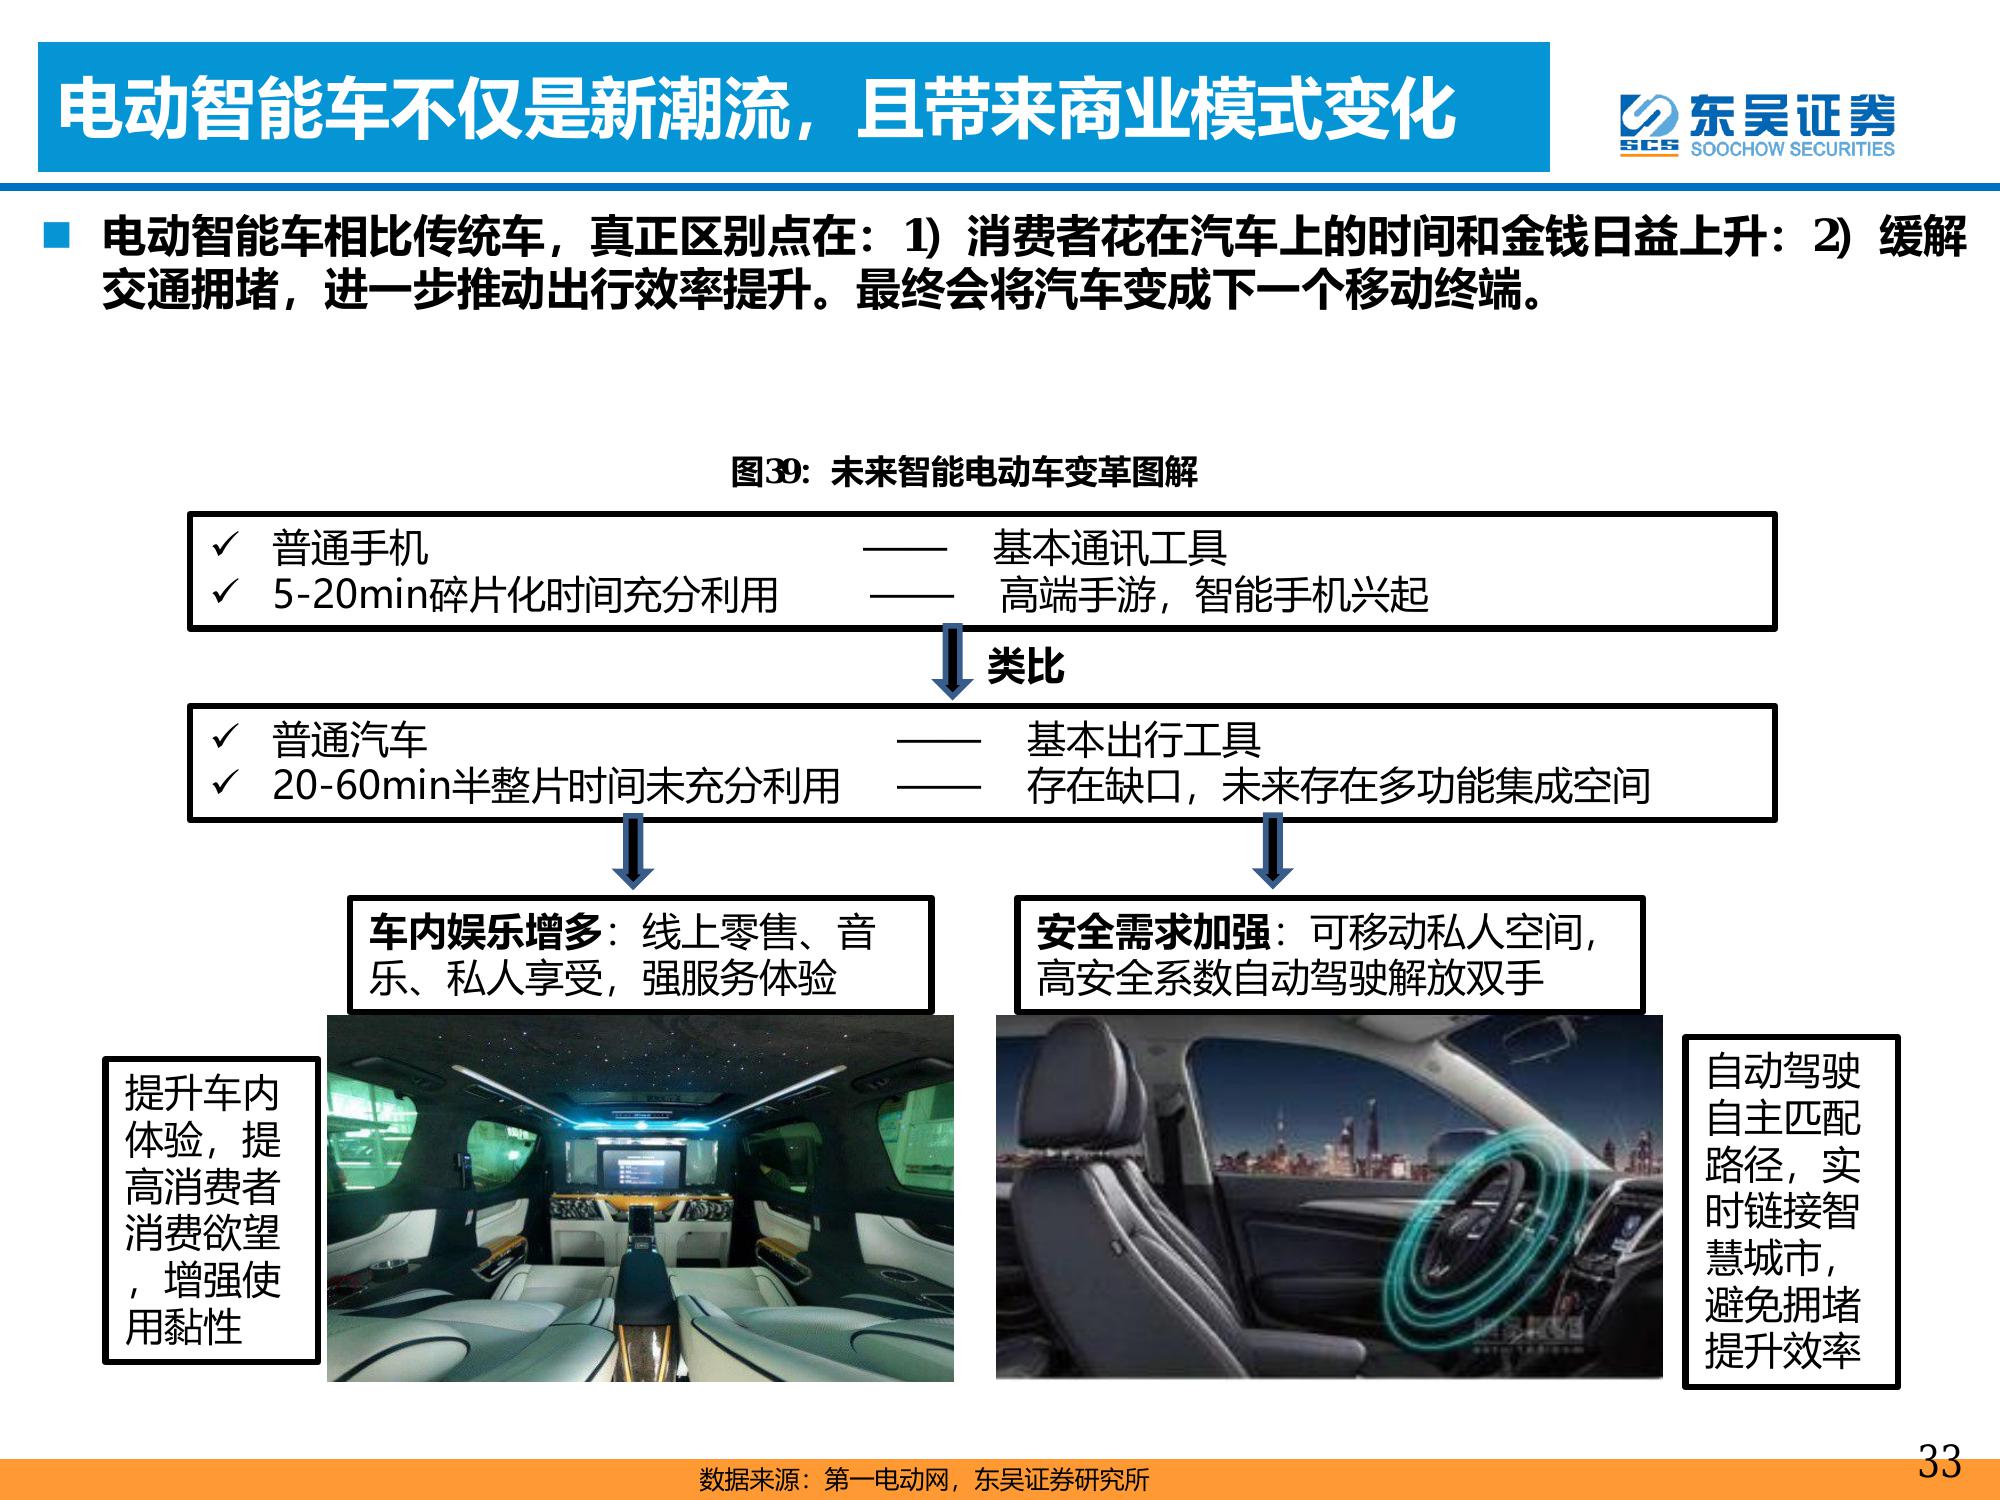 电动智能车不仅是新潮流，且带来商业模式变化
东吴证券
SCS
SOOCHOW SECURITIES
电动智能车相比传统车，真正区别点在：1）消费者花在汽车上的时间和金钱日益上升：2）缓解
交通拥堵，进一步推动出行效率提升。最终会将汽车变成下一个移动终端。
图39：未来智能电动车变革图解
✓ 普通手机 —— 基本通讯工具
✓ 5-20min碎片化时间充分利用 —— 高端手游，智能手机兴起
类比
✓ 普通汽车 —— 基本出行工具
✓ 20-60min半整片时间未充分利用 —— 存在缺口，未来存在多功能集成空间
车内娱乐增多：线上零售、音
乐、私人享受，强服务体验
安全需求加强：可移动私人空间，
高安全系数自动驾驶解放双手
提升车内
体验，提
高消费者
消费欲望
，增强使
用黏性
自动驾驶
自主匹配
路径，实
时链接智
慧城市，
避免拥堵
提升效率
数据来源：第一电动网，东吴证券研究所
33